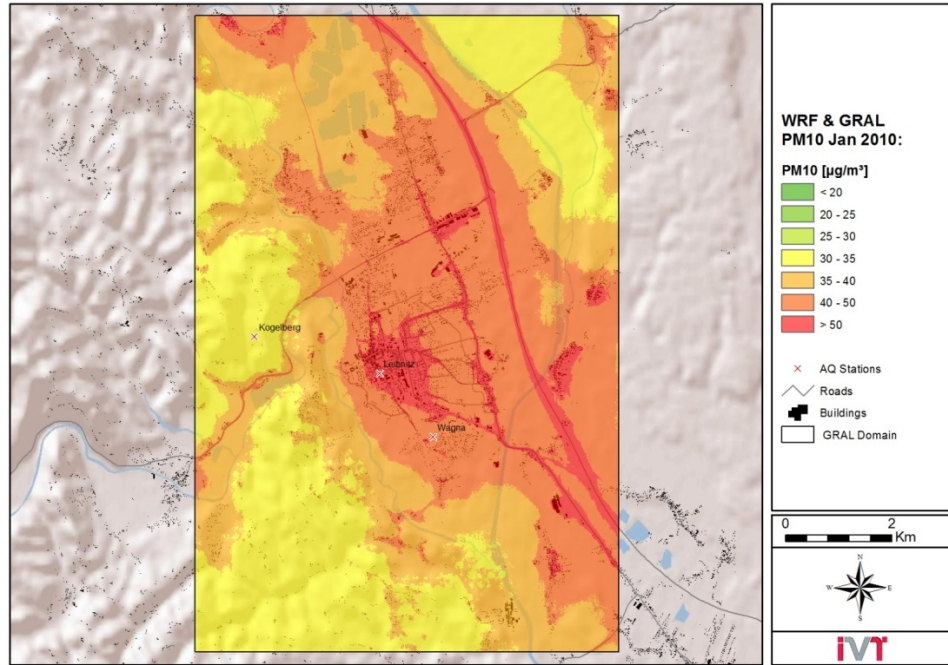 Kogelberg
Leibnitz
Wagna
WRF & GRAL
PM10 Jan 2010:
PM10 [µg/m³]
< 20
20 - 25
25 - 30
30 - 35
35 - 40
40 - 50
> 50
AQ Stations
Roads
Buildings
GRAL Domain
0 2
Km
N
W E
S
iVT